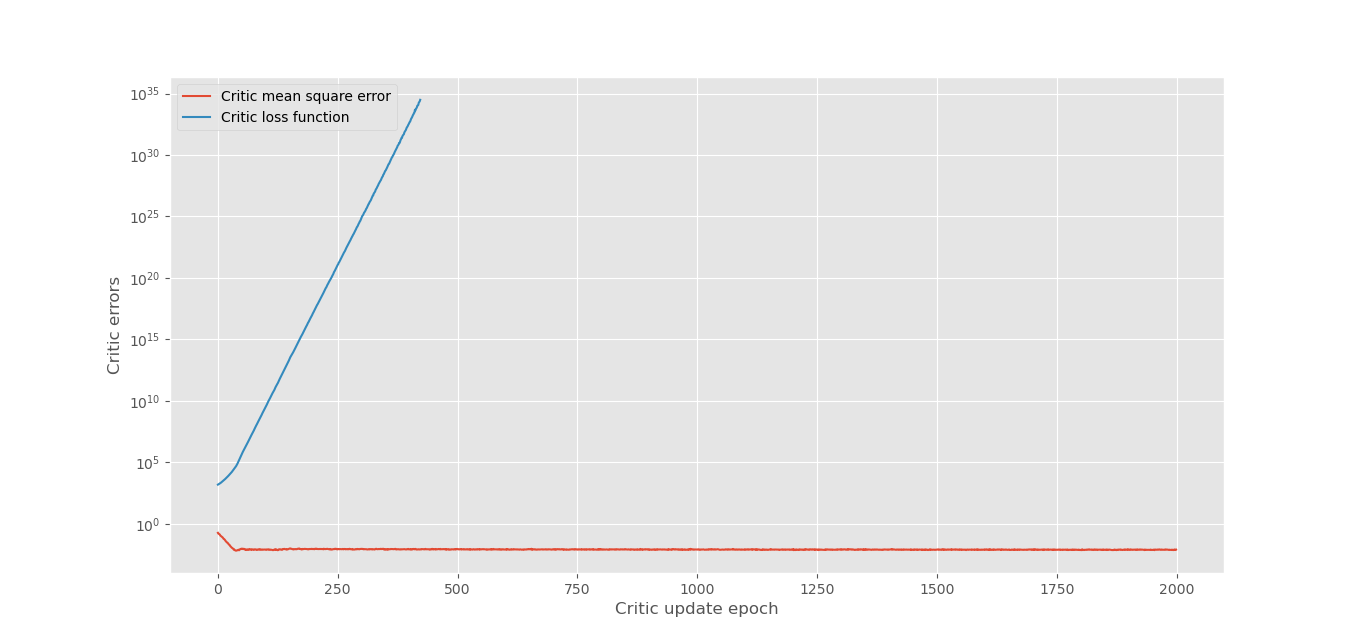 Critic mean square error
Critic loss function
Critic errors
10^35
10^30
10^25
10^20
10^15
10^10
10^5
10^0
0 250 500 750 1000 1250 1500 1750 2000
Critic update epoch